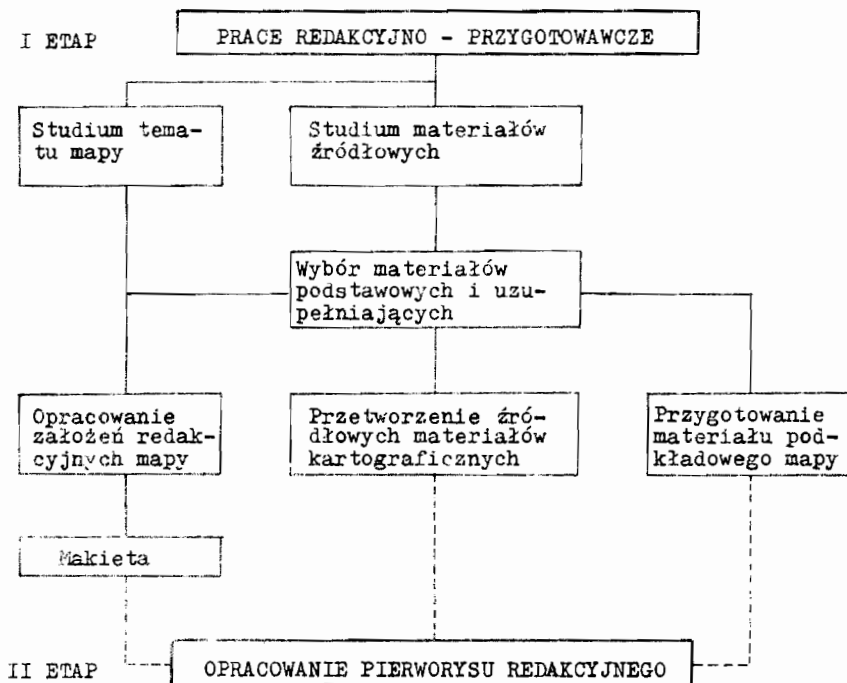 I ETAP
PRACE REDAKCYJNO - PRZYGOTOWAWCZE
Studium tema-
tu mapy
Studium materiałów
źródłowych
Wybór materiałów
podstawowych i uzu-
pełniających
Opracowanie
założeń redak-
cyjnych mapy
Przetworzenie źró-
dłowych materiałów
kartograficznych
Przygotowanie
materiału pod-
kładowego mapy
Makieta
II ETAP
OPRACOWANIE PIERWORYSU REDAKCYJNEGO